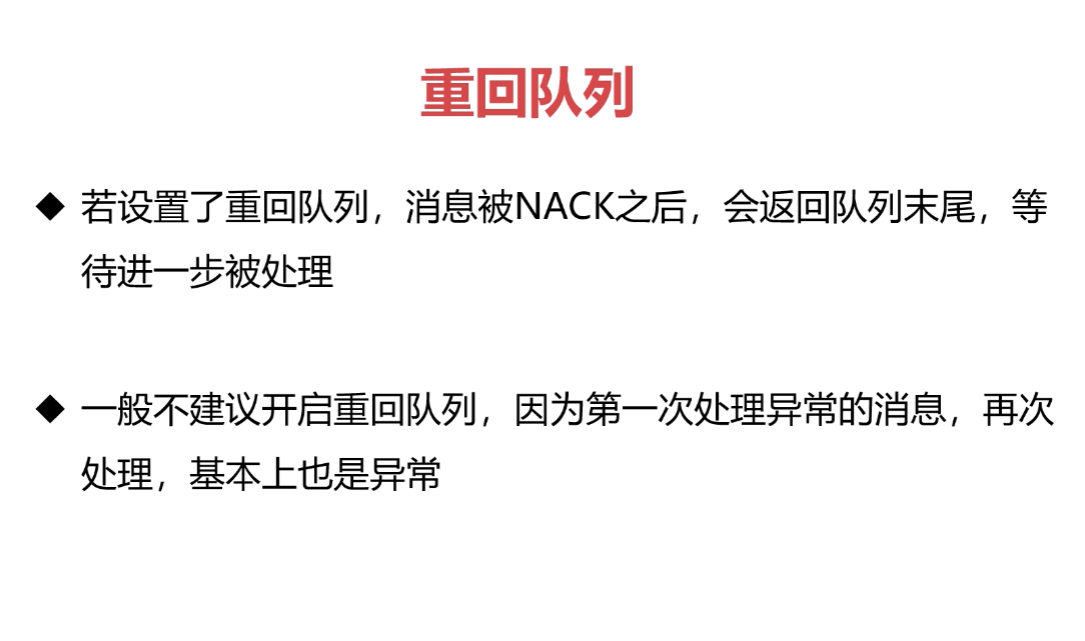 重回队列
◆ 若设置了重回队列，消息被NACK之后，会返回队列末尾，等
待进一步被处理
◆ 一般不建议开启重回队列，因为第一次处理异常的消息，再次
处理，基本上也是异常